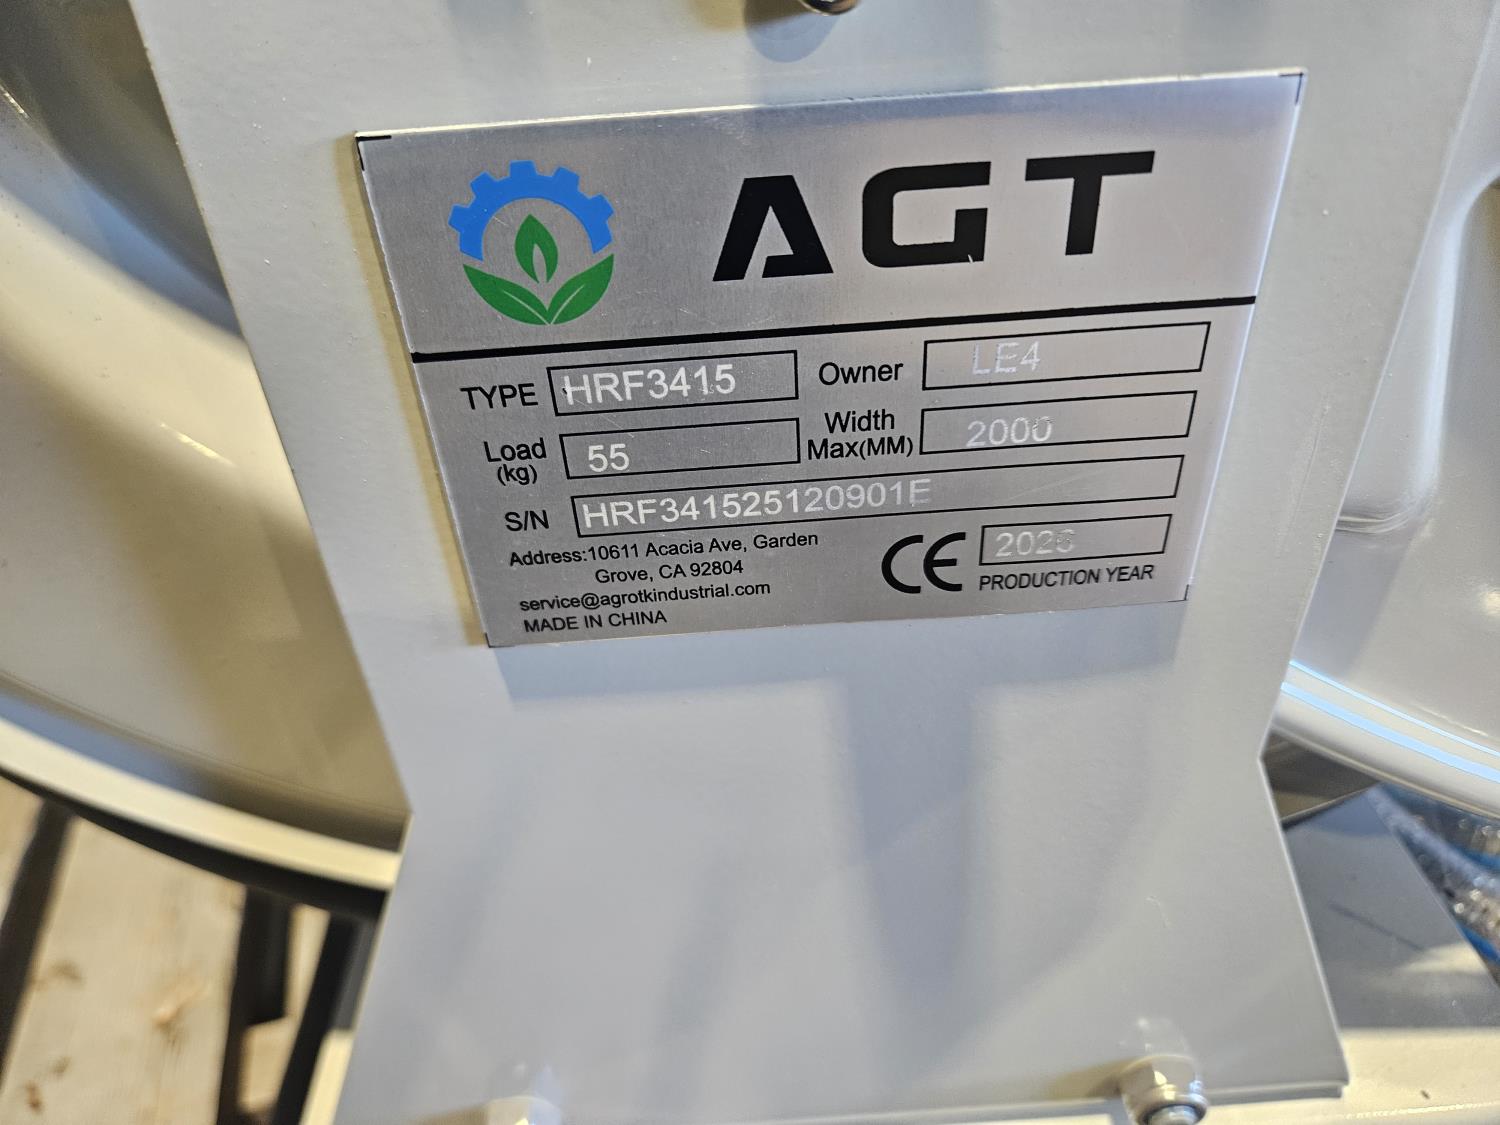 AGT
TYPE HRF3415 Owner LE4
Load (kg) 55 Width Max(MM) 2000
S/N HRF341525120901E
Address:10611 Acacia Ave, Garden
Grove, CA 92804
service@agrotkindustrial.com
MADE IN CHINA
CE 2026
PRODUCTION YEAR